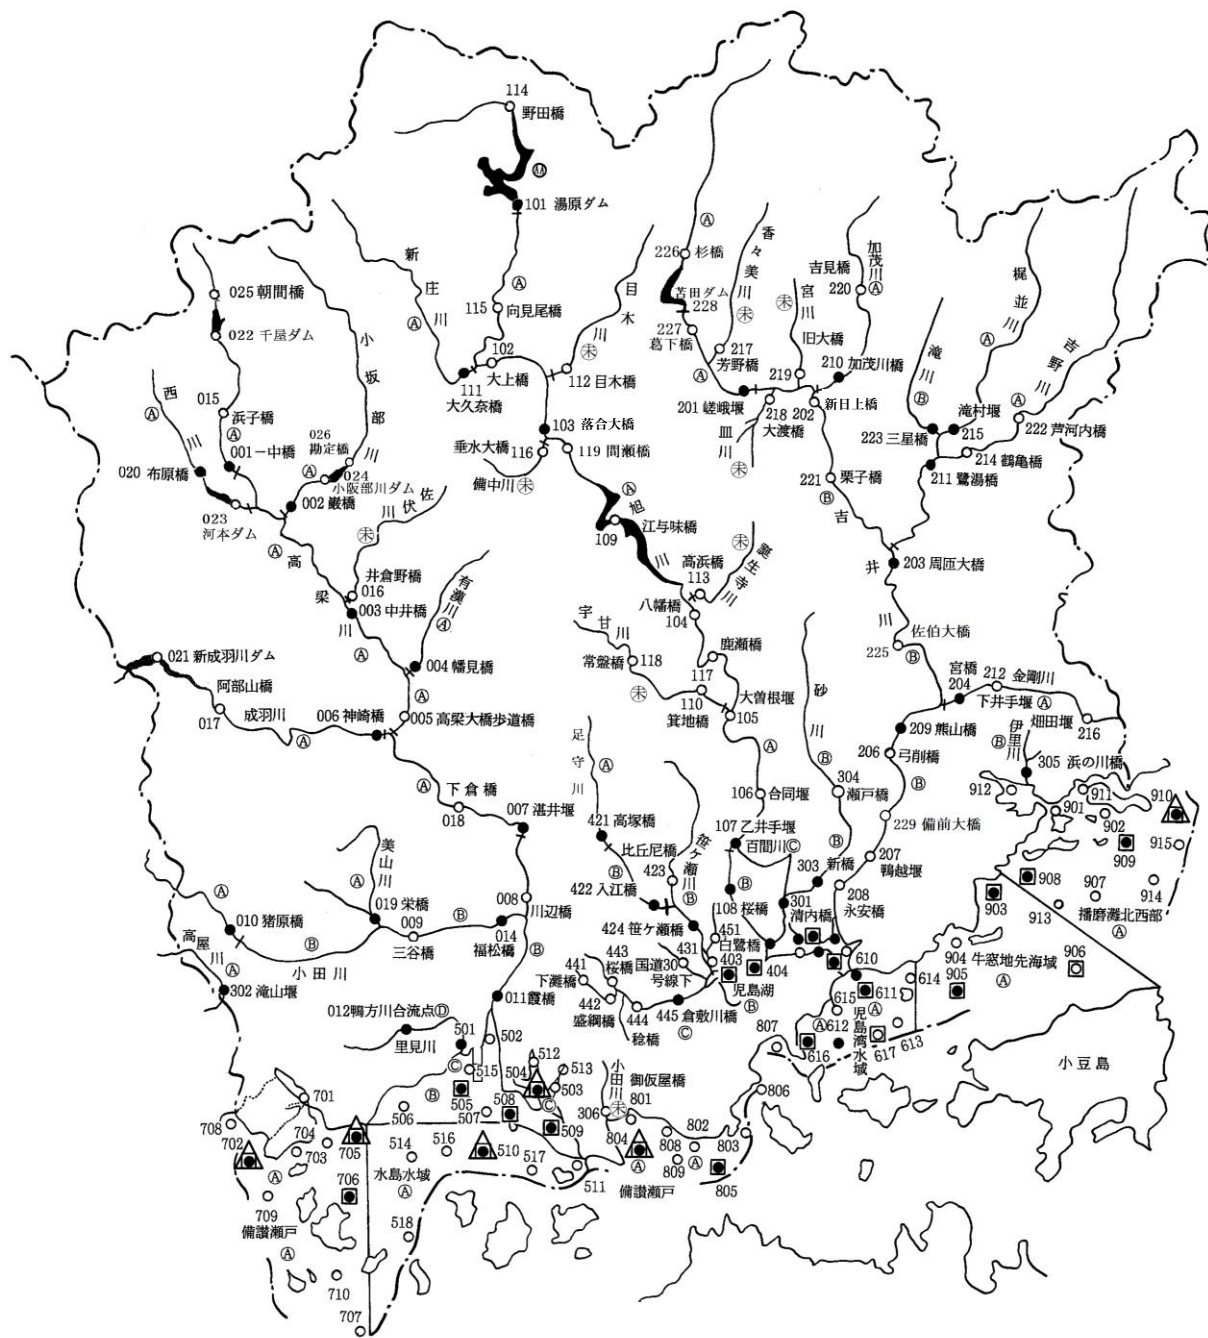 114
野田橋
Ⓜ
101 湯原ダム
新庄川
Ⓐ
115
向見尾橋
Ⓐ
目木川
㊍
102
大上橋
111
大久奈橋
112 目木橋
103 落合大橋
垂水大橋
116
119 間瀬橋
備中川
025 朝間橋
022 千屋ダム
小坂部川
015
浜子橋
Ⓐ
001 一中橋
西川
Ⓐ
020 布原橋
026
勘定橋
Ⓐ
024
小阪部川ダム
002 巌橋
023
河本ダム
佐伏川
Ⓐ
高梁川
井倉野橋
016
003 中井橋
有漢川
Ⓐ
004 幡見橋
Ⓐ
021 新成羽川ダム
阿部山橋
017
成羽川
Ⓐ
006 神崎橋
005 高梁大橋歩道橋
Ⓐ
下倉橋
018
007 湛井堰
226
杉橋
Ⓐ
苫田ダム
228
227
葛下橋
香々美川
217
芳野橋
Ⓐ
201 嵯峨堰
宮川
旧大橋
219
218
大渡橋
皿川
加茂川
Ⓐ
吉見橋
220
210
加茂川橋
202
新日上橋
梶並川
Ⓐ
吉野川
Ⓐ
滝川
Ⓑ
223 三星橋
滝村堰
215
222 芦河内橋
214 鶴亀橋
211 鷺湯橋
221
栗子橋
Ⓑ
吉井川
203 周匝大橋
佐伯大橋
225
Ⓑ
宮橋
204
212
金剛川
下井手堰
Ⓐ
畑田堰
216
209 熊山橋
206
弓削橋
Ⓑ
229 備前大橋
207
鴨越堰
208
永安橋
伊里川
Ⓑ
305 浜の川橋
Ⓐ
旭川
109
江与味橋
高浜橋
113
誕生寺川
八幡橋
104
宇甘川
常盤橋
118
鹿瀬橋
117
110
箕地橋
大曽根堰
105
Ⓐ
106
合同堰
107 乙井手堰
百間川Ⓒ
Ⓑ
108 桜橋
砂川
Ⓑ
304
瀬戸橋
Ⓑ
303
新橋
301
清内橋
足守川
Ⓐ
421 高塚橋
比丘尼橋
Ⓑ
422 入江橋
笹ヶ瀬川
423
Ⓑ
424 笹ヶ瀬橋
451
白鷺橋
403
404
431
国道30
号線下
443
桜橋
441
下灘橋
442
盛綱橋
444
稔橋
445
倉敷川橋
Ⓒ
児島湖
Ⓑ
美山川
Ⓐ
019 栄橋
Ⓐ
010 猪原橋
Ⓑ
小田川
009
三谷橋
Ⓑ
014
福松橋
008
川辺橋
Ⓑ
高屋川
Ⓐ
302 滝山堰
011霞橋
012鴨方川合流点Ⓓ
里見川
501
Ⓒ
502
515
Ⓑ
505
506
507
508
504
512
513
503
Ⓒ
509
510
511
514
516
517
518
水島水域
Ⓐ
小田川
御仮屋橋
306
801
802
803
804
808
809
Ⓐ
805
806
807
備讃瀬戸
701
708
702
704
703
705
706
Ⓐ
709
備讃瀬戸
Ⓐ
710
707
610
611
615
Ⓐ
Ⓐ
612
616
617
613
614
児島湾水域
912
901
911
902
909
910
915
908
907
914
903
913
播磨灘北西部
Ⓐ
904
牛窓地先海域
905
Ⓐ
906
小豆島